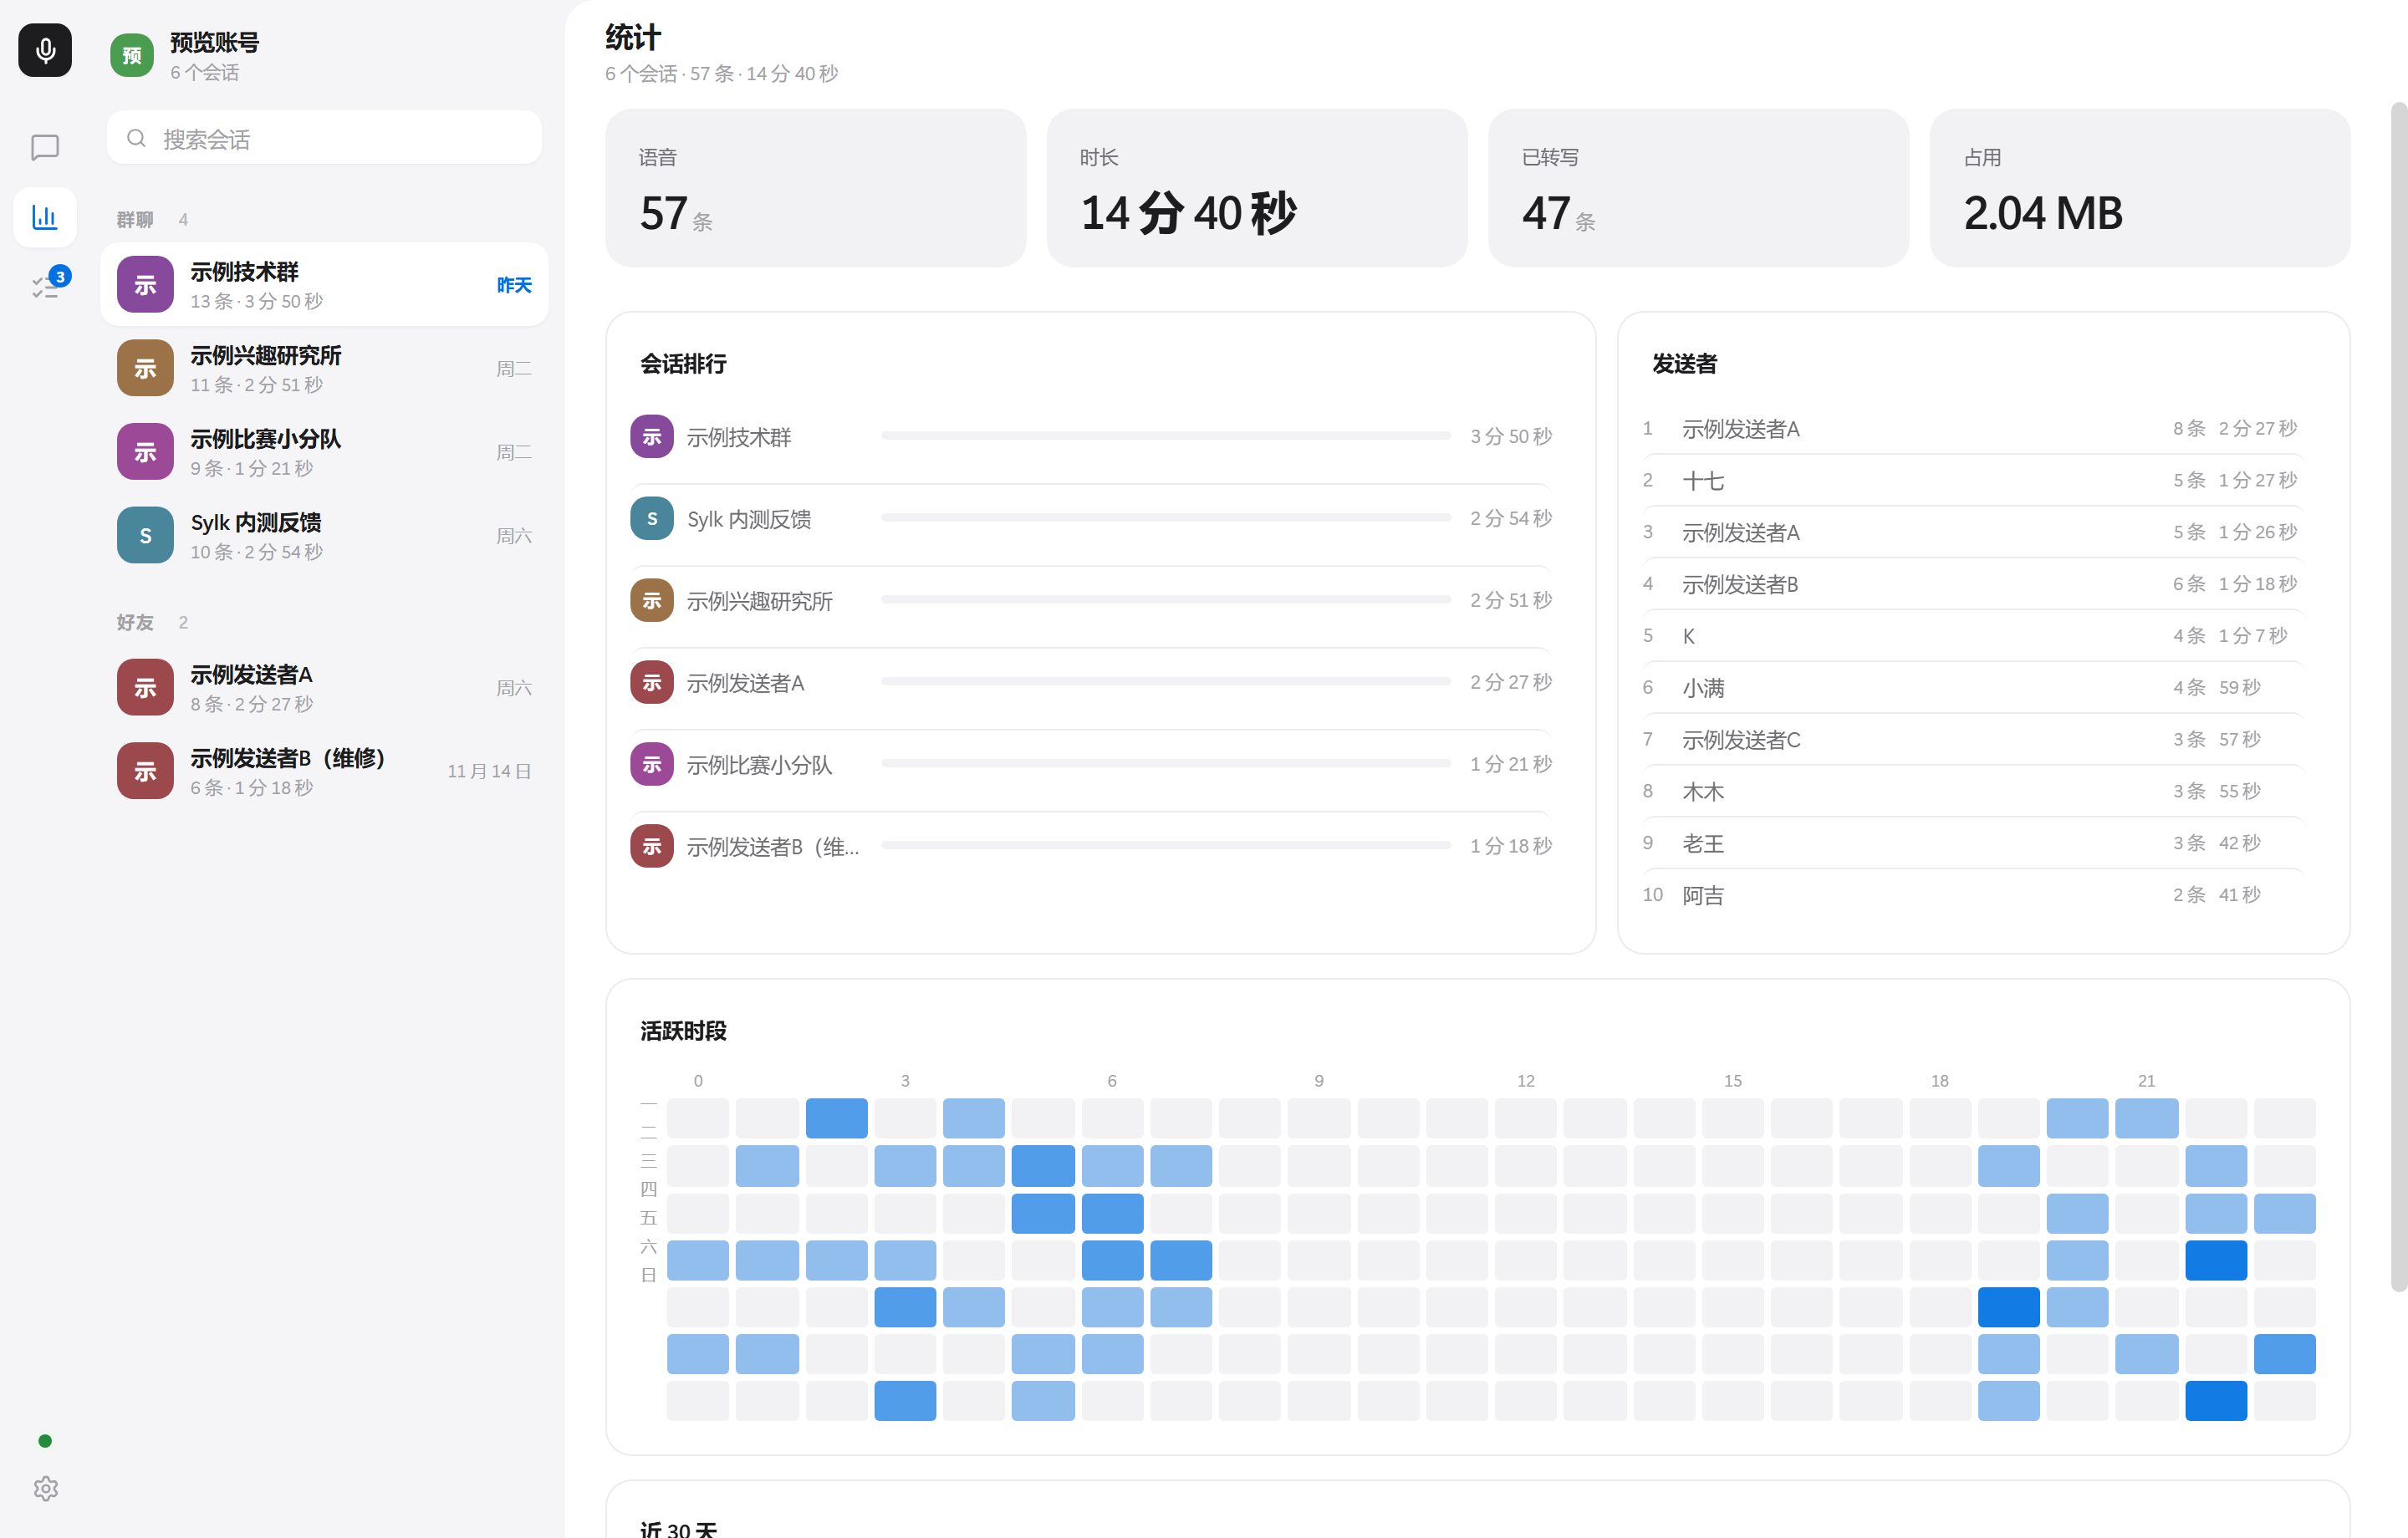 预 预览账号
6 个会话
搜索会话
群聊 4
示 示例技术群
13 条 · 3 分 50 秒
昨天
示 示例兴趣研究所
11 条 · 2 分 51 秒
周二
示 示例比赛小分队
9 条 · 1 分 21 秒
周二
S Sylk 内测反馈
10 条 · 2 分 54 秒
周六
好友 2
示 示例发送者A
8 条 · 2 分 27 秒
周六
示 示例发送者B（维修）
6 条 · 1 分 18 秒
11 月 14 日
3
统计
6 个会话 · 57 条 · 14 分 40 秒
语音
57 条
时长
14 分 40 秒
已转写
47 条
占用
2.04 MB
会话排行
示 示例技术群 3 分 50 秒
S Sylk 内测反馈 2 分 54 秒
示 示例兴趣研究所 2 分 51 秒
示 示例发送者A 2 分 27 秒
示 示例比赛小分队 1 分 21 秒
示 示例发送者B（维... 1 分 18 秒
发送者
1 示例发送者A 8 条 2 分 27 秒
2 十七 5 条 1 分 27 秒
3 示例发送者A 5 条 1 分 26 秒
4 示例发送者B 6 条 1 分 18 秒
5 K 4 条 1 分 7 秒
6 小满 4 条 59 秒
7 示例发送者C 3 条 57 秒
8 木木 3 条 55 秒
9 老王 3 条 42 秒
10 阿吉 2 条 41 秒
活跃时段
0 3 6 9 12 15 18 21
一
二
三
四
五
六
日
近 30 天